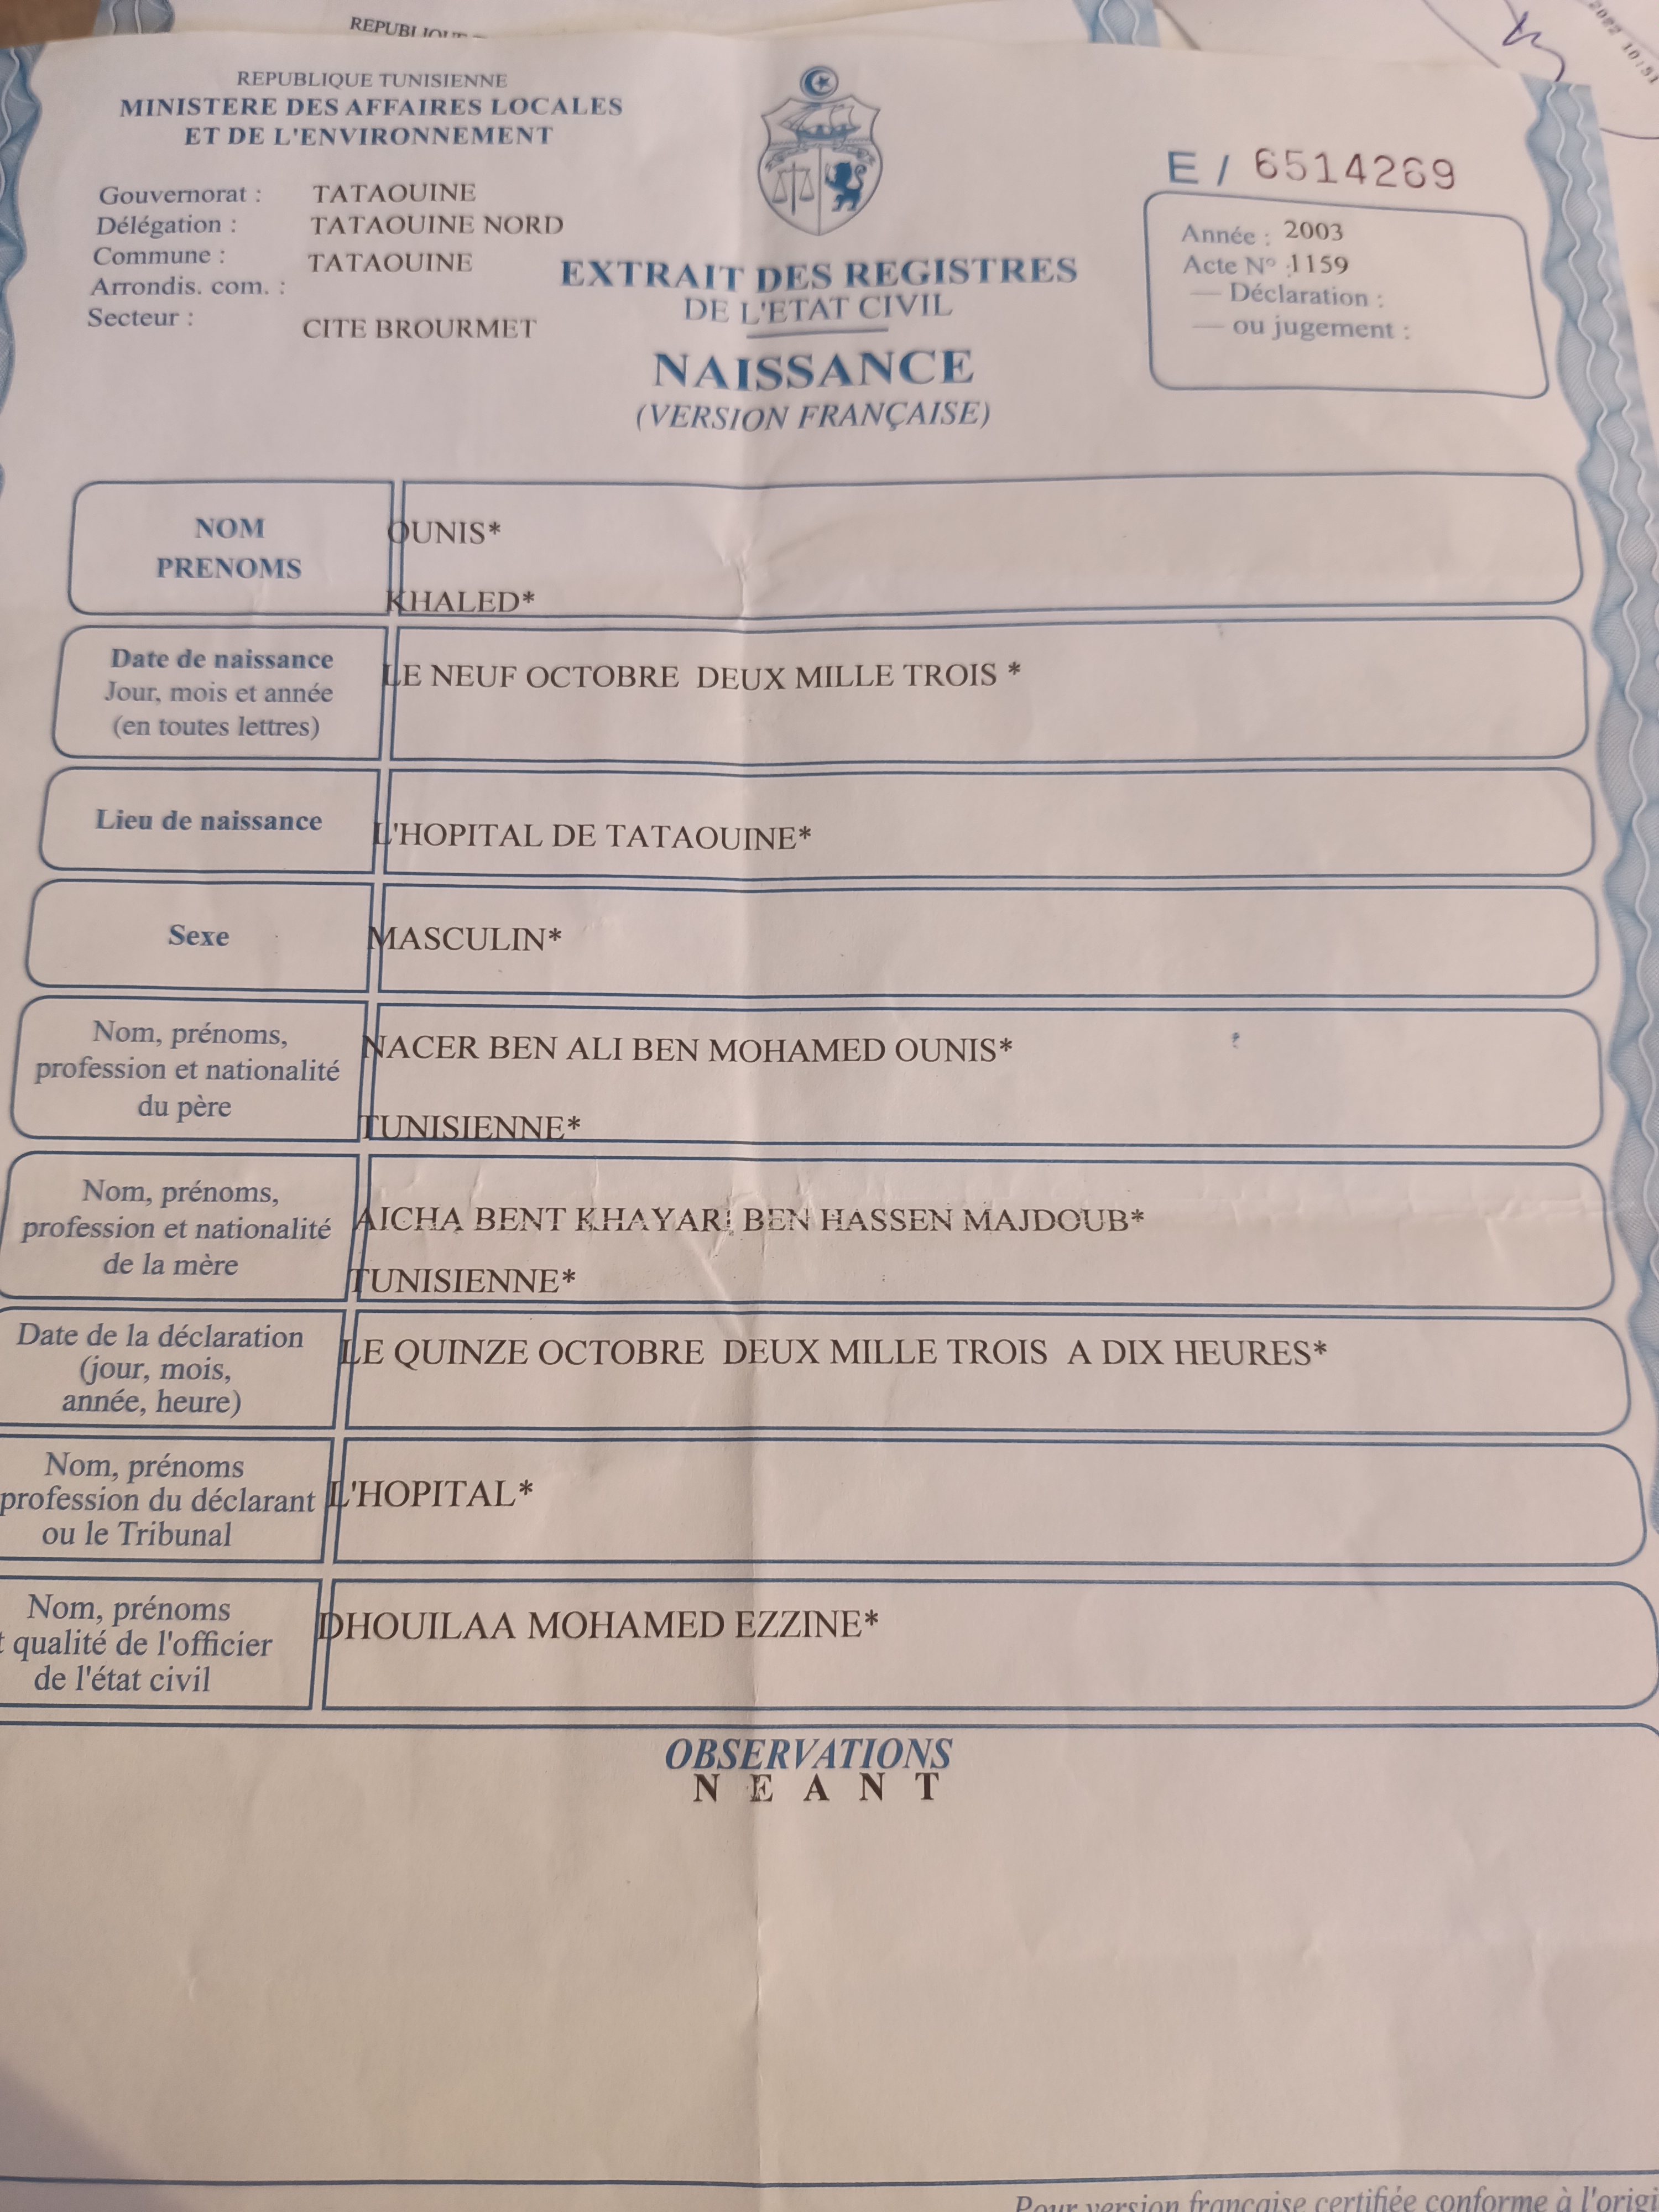 REPUBLIQUE TUNISIENNE
MINISTERE DES AFFAIRES LOCALES
ET DE L'ENVIRONNEMENT
Gouvernorat : TATAOUINE
Délégation : TATAOUINE NORD
Commune : TATAOUINE
Arrondis. com. :
Secteur : CITE BROURMET
E / 6514269
Année : 2003
Acte Nº : 1159
— Déclaration :
— ou jugement :
EXTRAIT DES REGISTRES
DE L'ETAT CIVIL
NAISSANCE
(VERSION FRANÇAISE)
NOM
PRENOMS
OUNIS*
KHALED*
Date de naissance
Jour, mois et année
(en toutes lettres)
LE NEUF OCTOBRE DEUX MILLE TROIS *
Lieu de naissance
L'HOPITAL DE TATAOUINE*
Sexe
MASCULIN*
Nom, prénoms,
profession et nationalité
du père
NACER BEN ALI BEN MOHAMED OUNIS*
TUNISIENNE*
Nom, prénoms,
profession et nationalité
de la mère
AICHA BENT KHAYARI BEN HASSEN MAJDOUB*
TUNISIENNE*
Date de la déclaration
(jour, mois,
année, heure)
LE QUINZE OCTOBRE DEUX MILLE TROIS A DIX HEURES*
Nom, prénoms
profession du déclarant
ou le Tribunal
L'HOPITAL*
Nom, prénoms
qualité de l'officier
de l'état civil
DHOUILAA MOHAMED EZZINE*
OBSERVATIONS
N E A N T
Pour version française certifiée conforme à l'origi